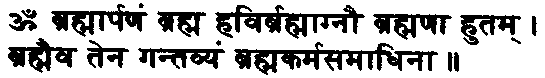 ॐ ब्रह्मार्पणं ब्रह्म हविर्ब्रह्माग्नौ ब्रह्मणा हुतम् ।
ब्रह्मैव तेन गन्तव्यं ब्रह्मकर्मसमाधिना ॥